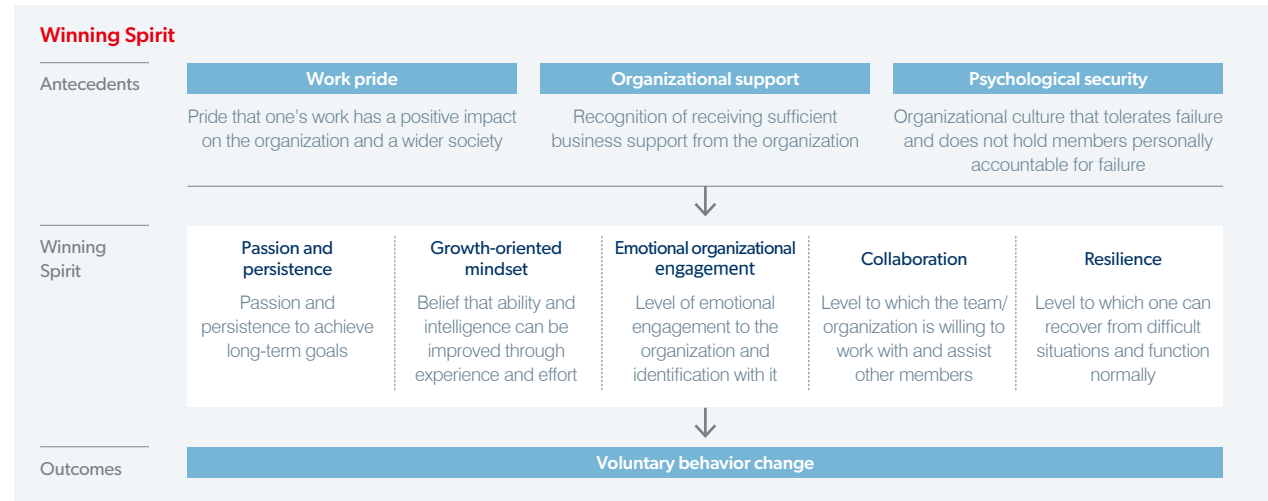 Winning Spirit
Antecedents
Work pride
Pride that one's work has a positive impact
on the organization and a wider society
Organizational support
Recognition of receiving sufficient
business support from the organization
Psychological security
Organizational culture that tolerates failure
and does not hold members personally
accountable for failure
Winning
Spirit
Passion and
persistence
Passion and
persistence to achieve
long-term goals
Growth-oriented
mindset
Belief that ability and
intelligence can be
improved through
experience and effort
Emotional organizational
engagement
Level of emotional
engagement to the
organization and
identification with it
Collaboration
Level to which the team/
organization is willing to
work with and assist
other members
Resilience
Level to which one can
recover from difficult
situations and function
normally
Outcomes
Voluntary behavior change